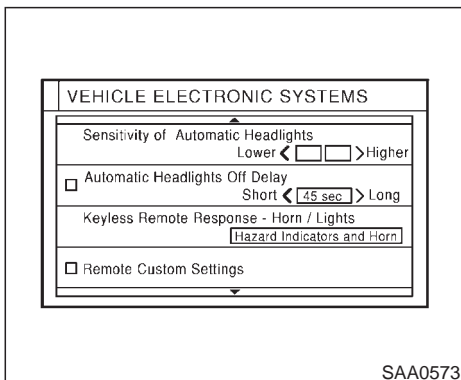 VEHICLE ELECTRONIC SYSTEMS
Sensitivity of Automatic Headlights
Lower Higher
Automatic Headlights Off Delay
Short 45 sec Long
Keyless Remote Response - Horn / Lights
Hazard Indicators and Horn
Remote Custom Settings
SAA0573